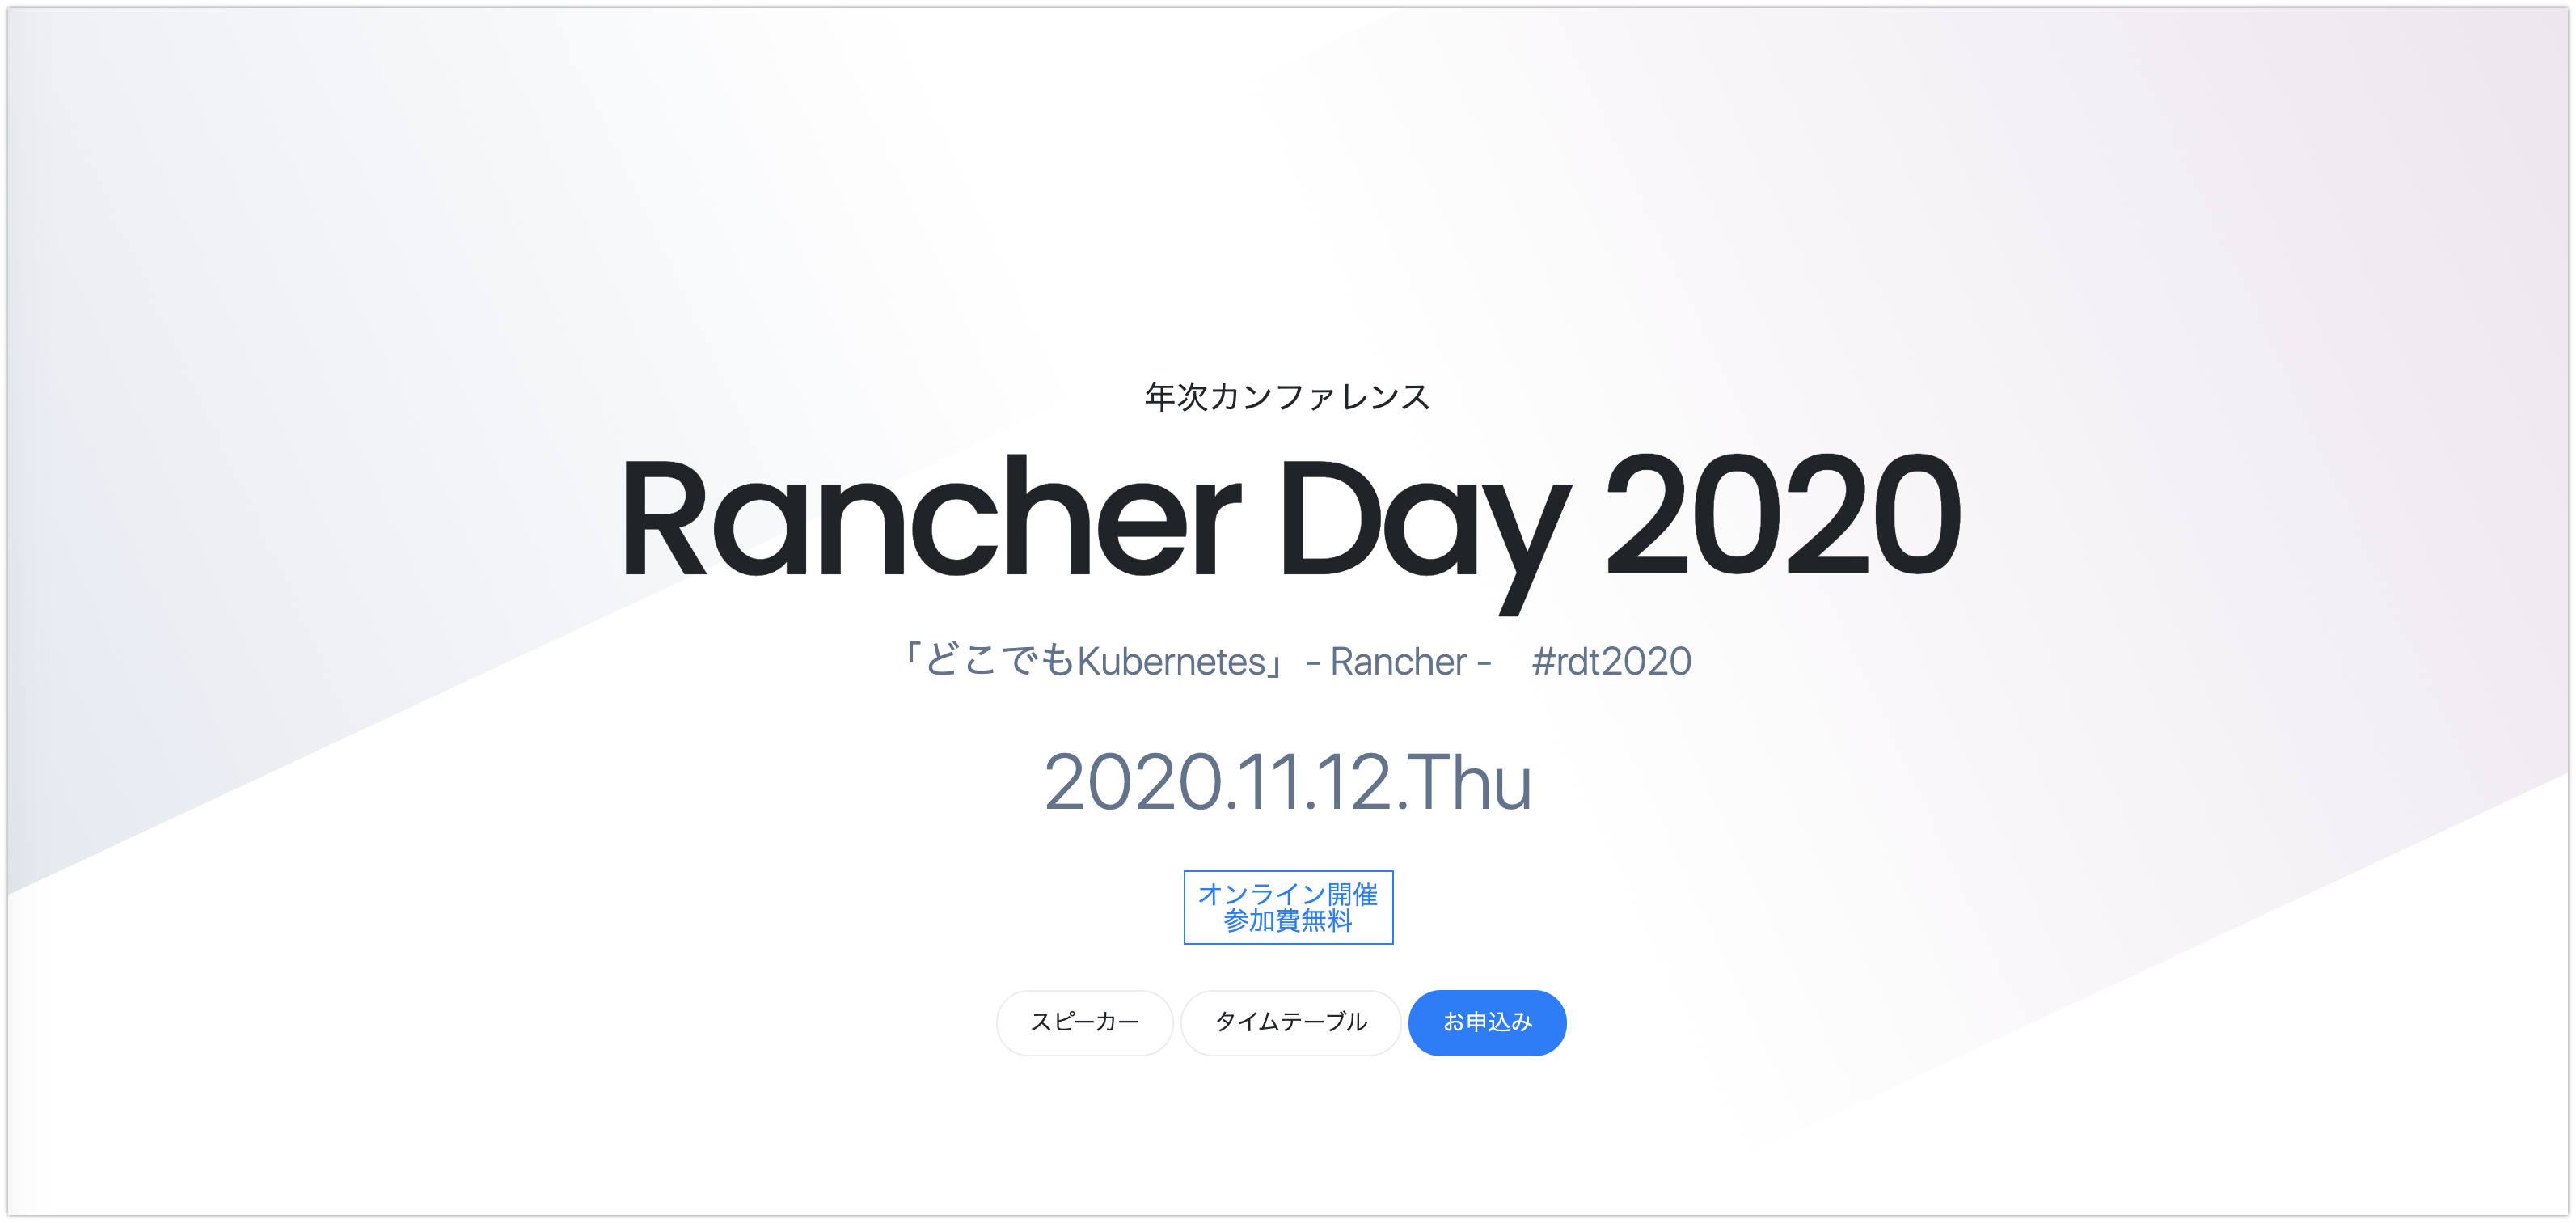 年次カンファレンス
Rancher Day 2020
「どこでもKubernetes」 - Rancher -　#rdt2020
2020.11.12.Thu
オンライン開催
参加費無料
スピーカー
タイムテーブル
お申込み